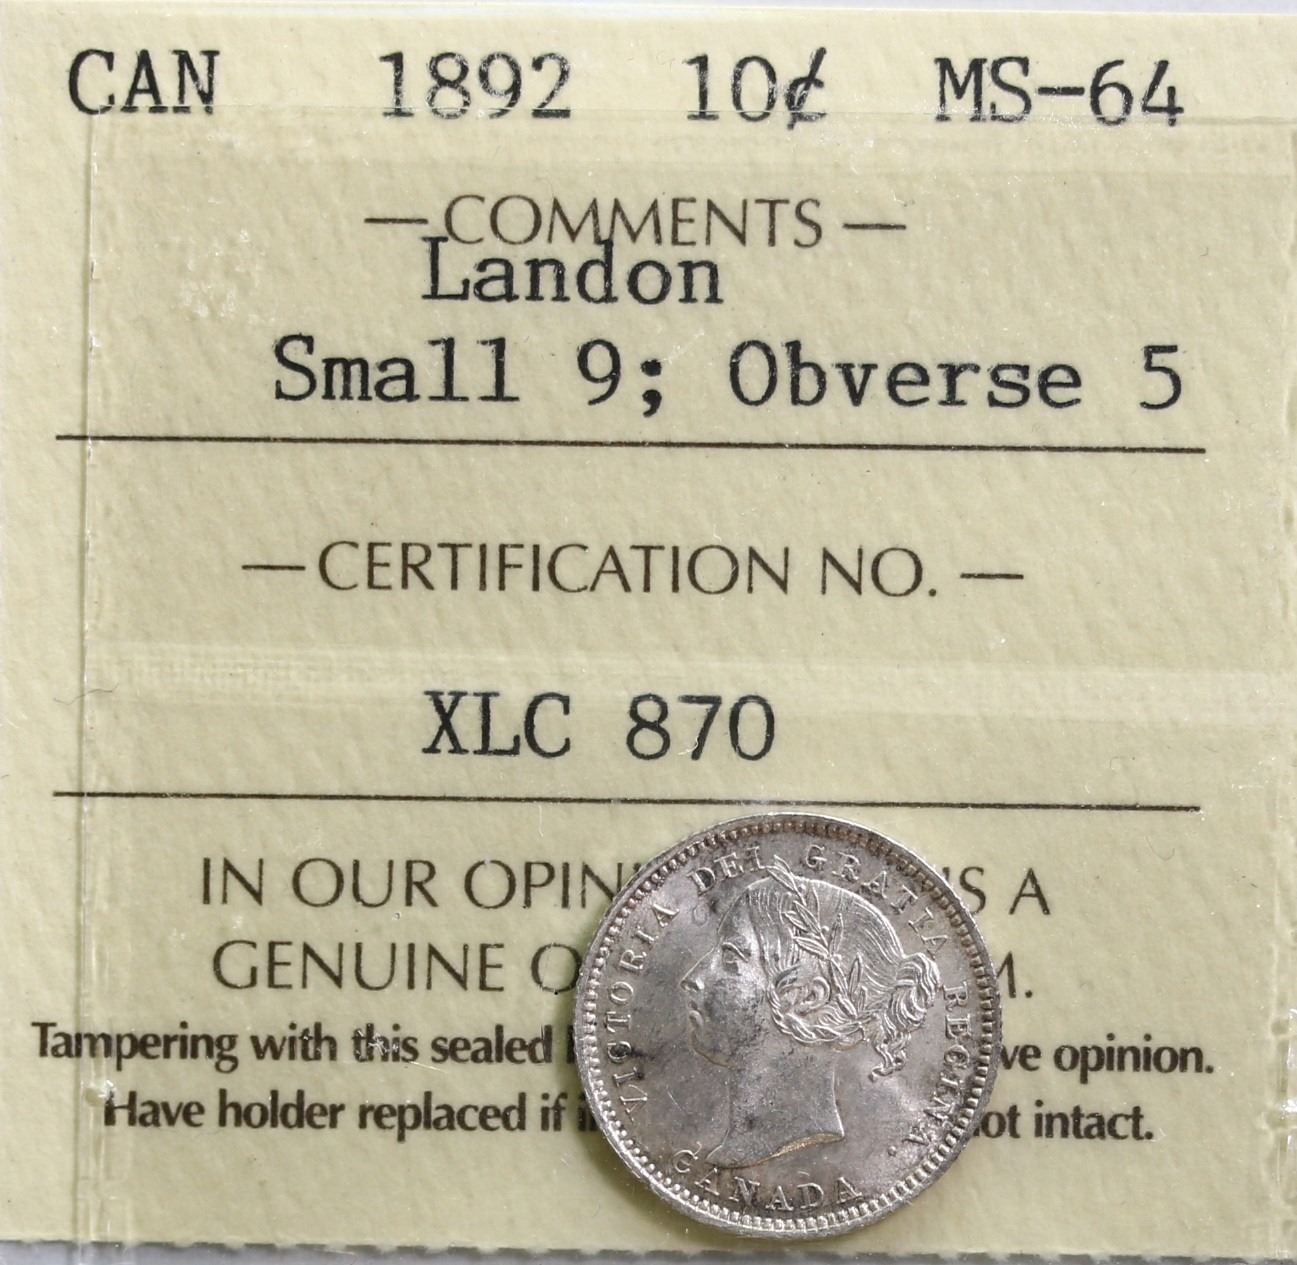 CAN 1892 10¢ MS-64
—COMMENTS—
Landon
Small 9; Obverse 5
—CERTIFICATION NO.—
XLC 870
IN OUR OPIN S A
GENUINE O M.
Tampering with this sealed ve opinion.
Have holder replaced if i ot intact.
VICTORIA DEI GRATIA REGINA.
CANADA